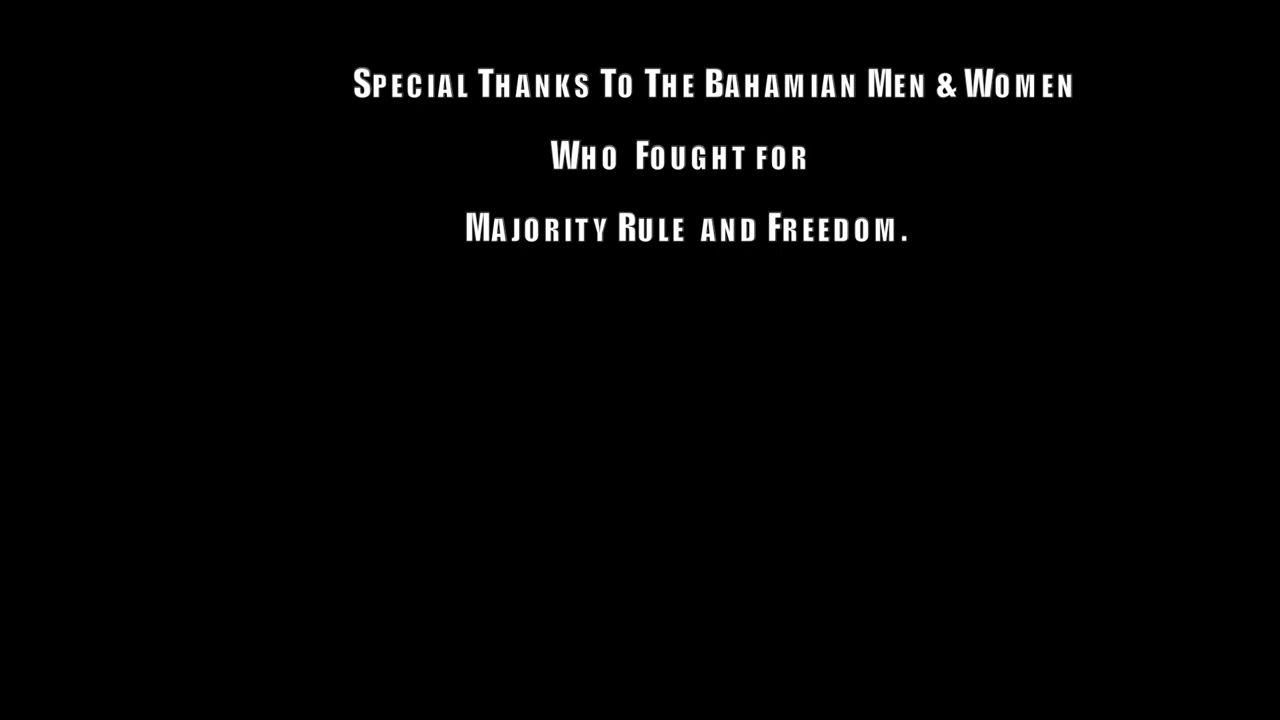 Special Thanks To The Bahamian Men & Women
Who Fought for
Majority Rule and Freedom.